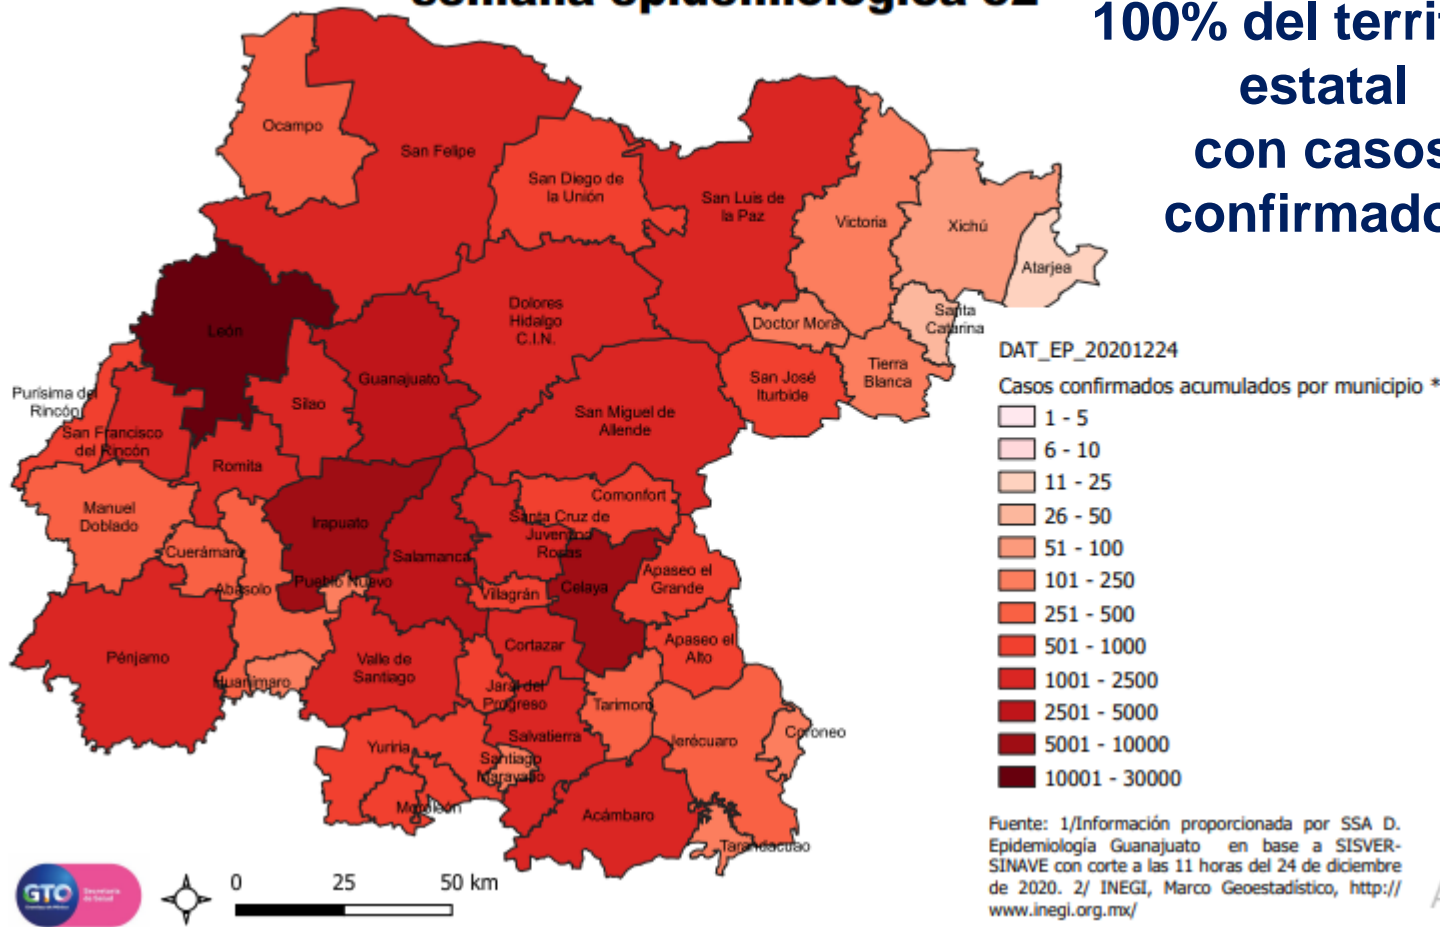 semana epidemiológica 52
100% del territ
estatal
con casos
confirmado
Ocampo
San Felipe
San Diego de
la Unión
San Luis de
la Paz
Victoria
Xichú
Atarjea
León
Dolores
Hidalgo
C.I.N.
Doctor Mora
Santa
Catarina
Tierra
Blanca
San José
Iturbide
Guanajuato
Silao
San Miguel de
Allende
Purísima del
Rincón
San Francisco
del Rincón
Romita
Manuel
Doblado
Irapuato
Comonfort
Santa Cruz de
Juventino
Rosas
Cuerámaro
Abasolo
Pueblo Nuevo
Salamanca
Villagrán
Celaya
Apaseo el
Grande
Pénjamo
Huanímaro
Valle de
Santiago
Cortazar
Apaseo el
Alto
Jaral del
Progreso
Tarimoro
Salvatierra
Jerécuaro
Coroneo
Yuriria
Santiago
Maravatío
Moroleón
Acámbaro
Tarandacuao
DAT_EP_20201224
Casos confirmados acumulados por municipio *
1 - 5
6 - 10
11 - 25
26 - 50
51 - 100
101 - 250
251 - 500
501 - 1000
1001 - 2500
2501 - 5000
5001 - 10000
10001 - 30000
Fuente: 1/Información proporcionada por SSA D.
Epidemiología Guanajuato en base a SISVER-
SINAVE con corte a las 11 horas del 24 de diciembre
de 2020. 2/ INEGI, Marco Geoestadístico, http://
www.inegi.org.mx/
GTO
Secretaría
de Salud
0 25 50 km